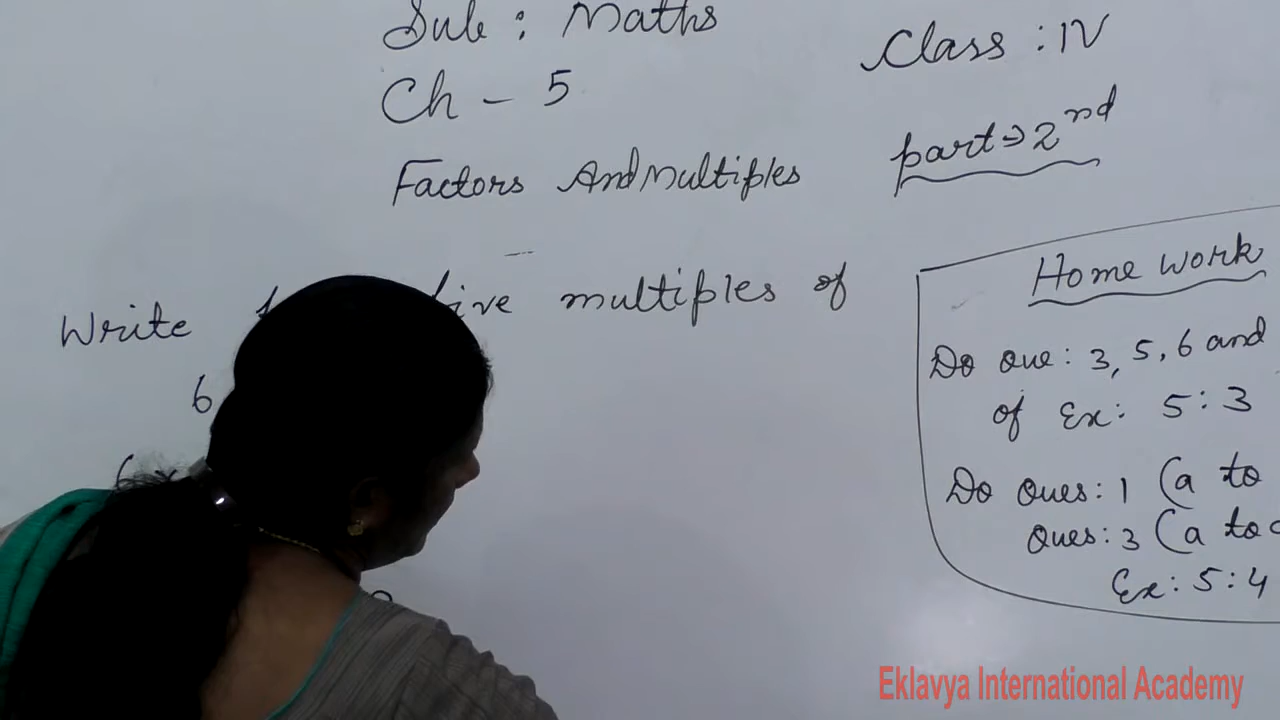 Sub : Maths
Class : IV
Ch - 5
part ⇒ 2nd
Factors And Multiples
Write five multiples of
6
Home Work
Do Que : 3, 5, 6 and
of Ex : 5 : 3
Do Ques : 1 (a to
Ques : 3 (a to
Ex : 5 : 4
Eklavya International Academy